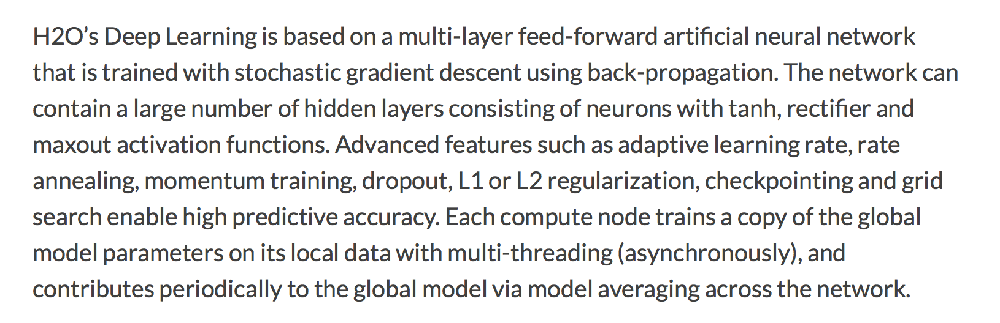 H2O’s Deep Learning is based on a multi-layer feed-forward artificial neural network
that is trained with stochastic gradient descent using back-propagation. The network can
contain a large number of hidden layers consisting of neurons with tanh, rectifier and
maxout activation functions. Advanced features such as adaptive learning rate, rate
annealing, momentum training, dropout, L1 or L2 regularization, checkpointing and grid
search enable high predictive accuracy. Each compute node trains a copy of the global
model parameters on its local data with multi-threading (asynchronously), and
contributes periodically to the global model via model averaging across the network.